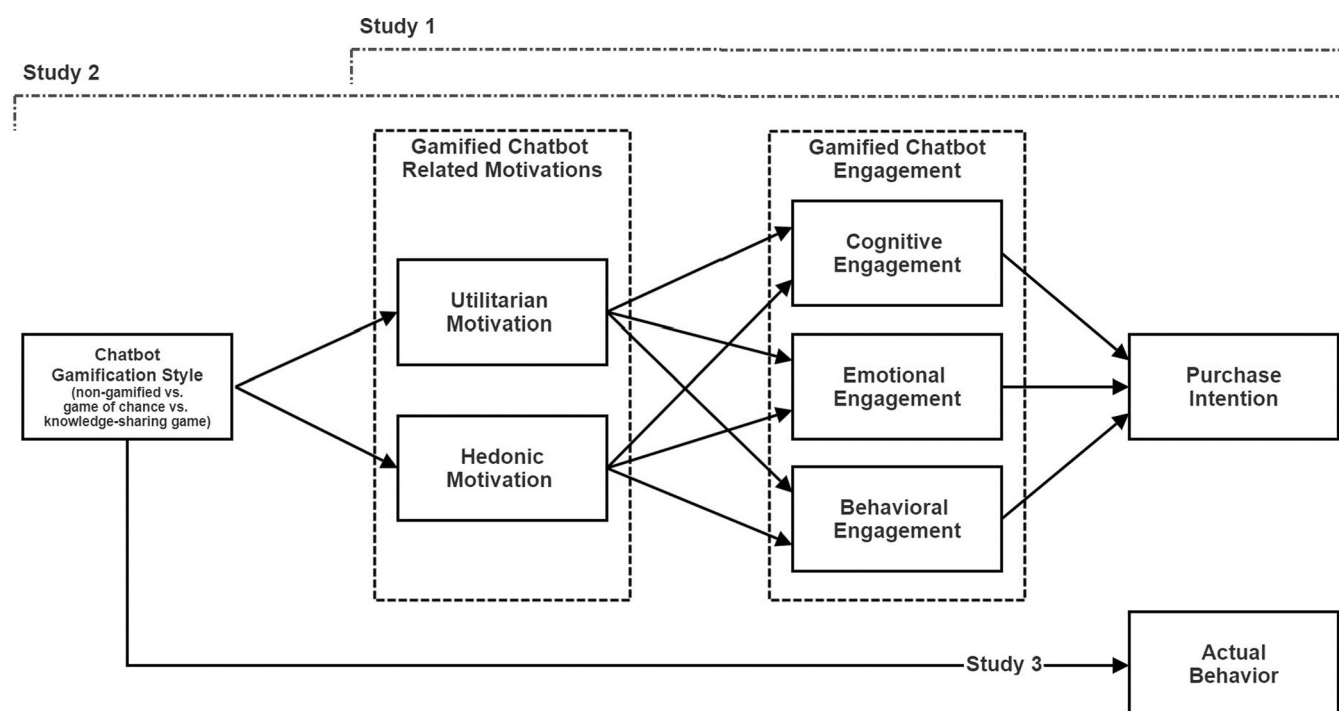 Study 1
Study 2
Gamified Chatbot
Related Motivations
Gamified Chatbot
Engagement
Cognitive
Engagement
Utilitarian
Motivation
Chatbot
Gamification Style
(non-gamified vs.
game of chance vs.
knowledge-sharing game)
Emotional
Engagement
Purchase
Intention
Hedonic
Motivation
Behavioral
Engagement
Study 3
Actual
Behavior